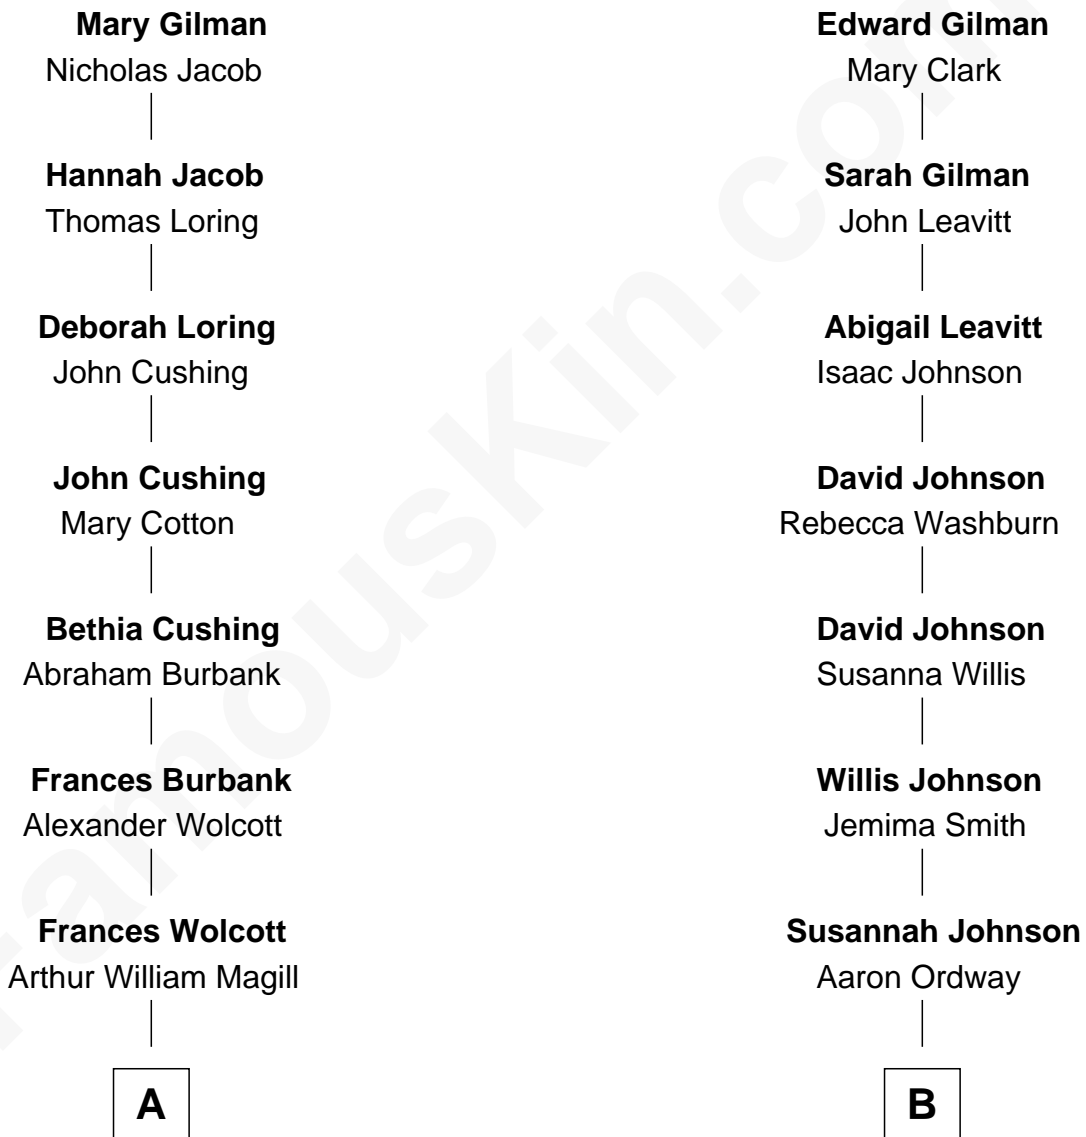 Mary Gilman
Nicholas Jacob
Hannah Jacob
Thomas Loring
Deborah Loring
John Cushing
John Cushing
Mary Cotton
Bethia Cushing
Abraham Burbank
Frances Burbank
Alexander Wolcott
Frances Wolcott
Arthur William Magill
A
Edward Gilman
Mary Clark
Sarah Gilman
John Leavitt
Abigail Leavitt
Isaac Johnson
David Johnson
Rebecca Washburn
David Johnson
Susanna Willis
Willis Johnson
Jemima Smith
Susannah Johnson
Aaron Ordway
B
FamousKin.com